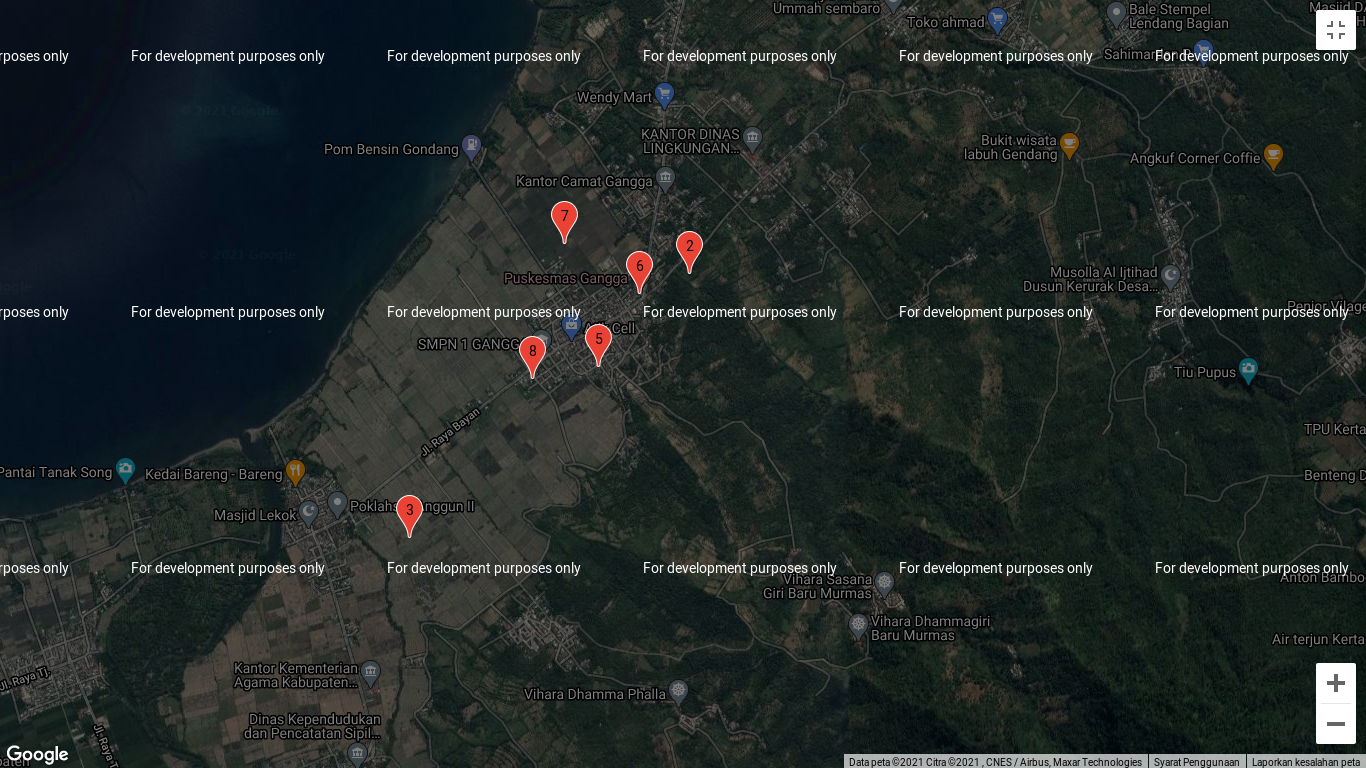 Ummah sembaro
Toko ahmad
Bale Stempel
Lendang Bagian
rposes only
For development purposes only
For development purposes only
For development purposes only
For development purposes only
For development purposes only
Wendy Mart
KANTOR DINAS
LINGKUNGAN...
Pom Bensin Gondang
Bukit wisata
labuh Gendang
Angkuf Corner Coffie
Kantor Camat Gangga
© 2021 Google
© 2021 Google
7
2
6
Puskesmas Gangga
Musolla Al Ijtihad
Dusun Kerurak Desa...
rposes only
For development purposes only
For development purposes only
For development purposes only
For development purposes only
For development purposes only
Cell
SMPN 1 GANGG
5
8
Tiu Pupus
Jl. Raya Bayan
TPU Kerta
Pantai Tanak Song
Kedai Bareng - Bareng
Benteng D
Masjid Lekok
3
rposes only
For development purposes only
For development purposes only
For development purposes only
For development purposes only
For development purposes only
Vihara Sasana
Giri Baru Murmas
Anton Bambo
Vihara Dhammagiri
Baru Murmas
Air terjun Kerta
Kantor Kementerian
Agama Kabupaten...
Jl. Raya Tj.
Vihara Dhamma Phalla
Dinas Kependudukan
dan Pencatatan Sipil...
Jl. Raya T
Google
Data peta ©2021 Citra ©2021 , CNES / Airbus, Maxar Technologies
Syarat Penggunaan
Laporkan kesalahan peta